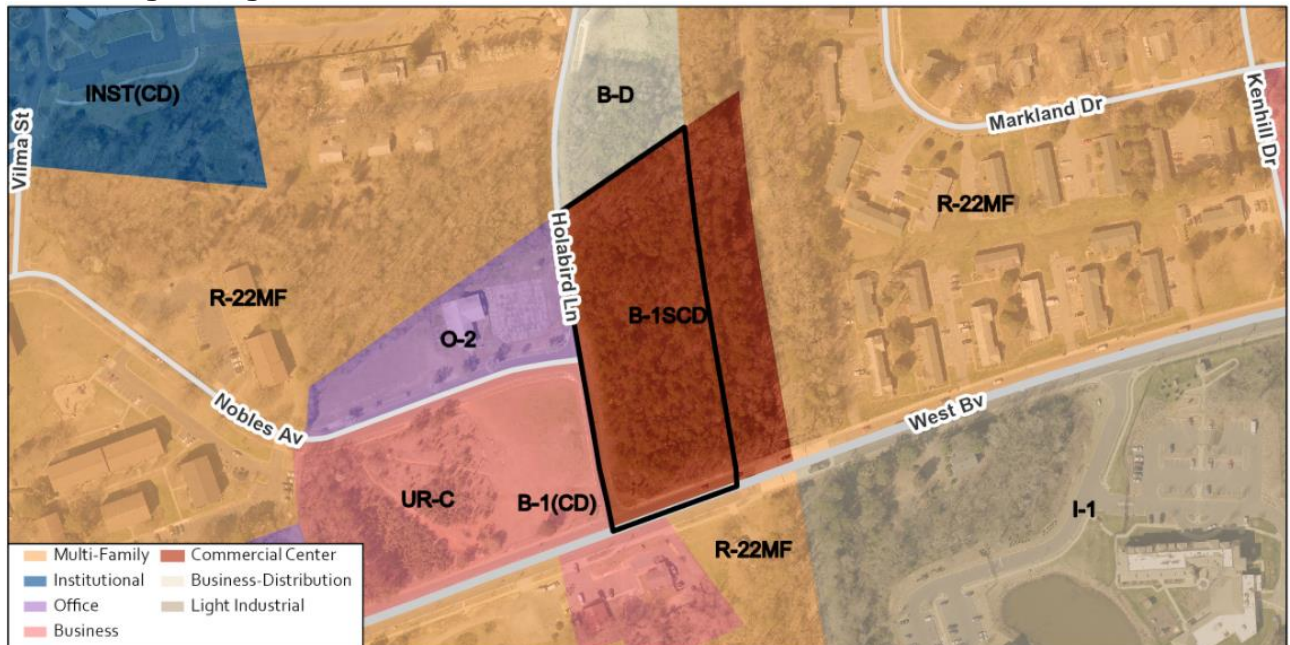 INST(CD)
B-D
Vilma St
Markland Dr
Kenhill Dr
R-22MF
Holabird Ln
R-22MF
B-1SCD
O-2
Nobles Av
West Bv
UR-C
B-1(CD)
I-1
R-22MF
Multi-Family
Commercial Center
Institutional
Business-Distribution
Office
Light Industrial
Business